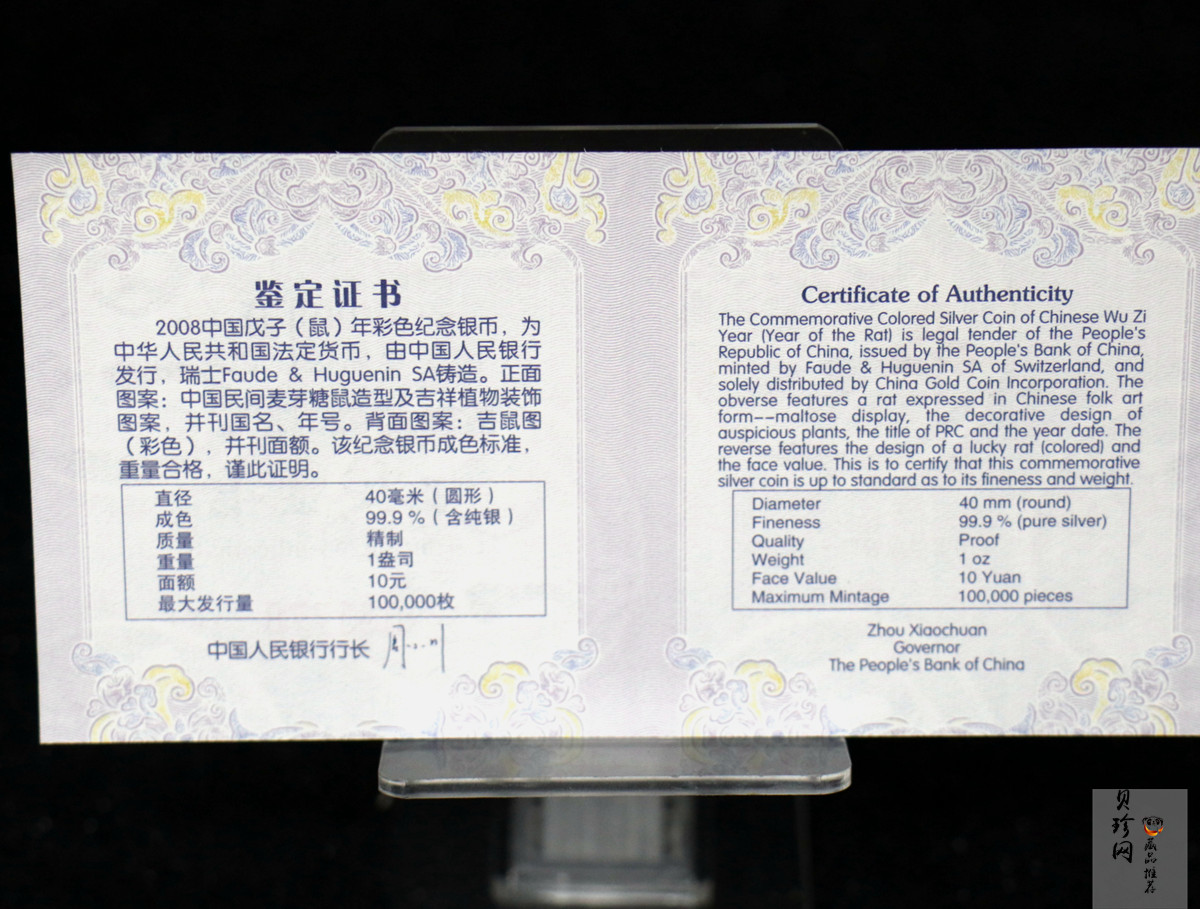 鉴定证书
2008中国戊子（鼠）年彩色纪念银币，为
中华人民共和国法定货币，由中国人民银行
发行，瑞士Faude & Huguenin SA铸造。正面
图案：中国民间麦芽糖鼠造型及吉祥植物装饰
图案，并刊国名、年号。背面图案：吉鼠图
（彩色），并刊面额。该纪念银币成色标准，
重量合格，谨此证明。
直径 40毫米（圆形）
成色 99.9 %（含纯银）
质量 精制
重量 1盎司
面额 10元
最大发行量 100,000枚
中国人民银行行长
Certificate of Authenticity
The Commemorative Colored Silver Coin of Chinese Wu Zi
Year (Year of the Rat) is legal tender of the People's
Republic of China, issued by the People's Bank of China,
minted by Faude & Huguenin SA of Switzerland, and
solely distributed by China Gold Coin Incorporation. The
obverse features a rat expressed in Chinese folk art
form--maltose display, the decorative design of
auspicious plants, the title of PRC and the year date. The
reverse features the design of a lucky rat (colored) and
the face value. This is to certify that this commemorative
silver coin is up to standard as to its fineness and weight.
Diameter 40 mm (round)
Fineness 99.9 % (pure silver)
Quality Proof
Weight 1 oz
Face Value 10 Yuan
Maximum Mintage 100,000 pieces
Zhou Xiaochuan
Governor
The People's Bank of China
贝珍网
藏品推荐